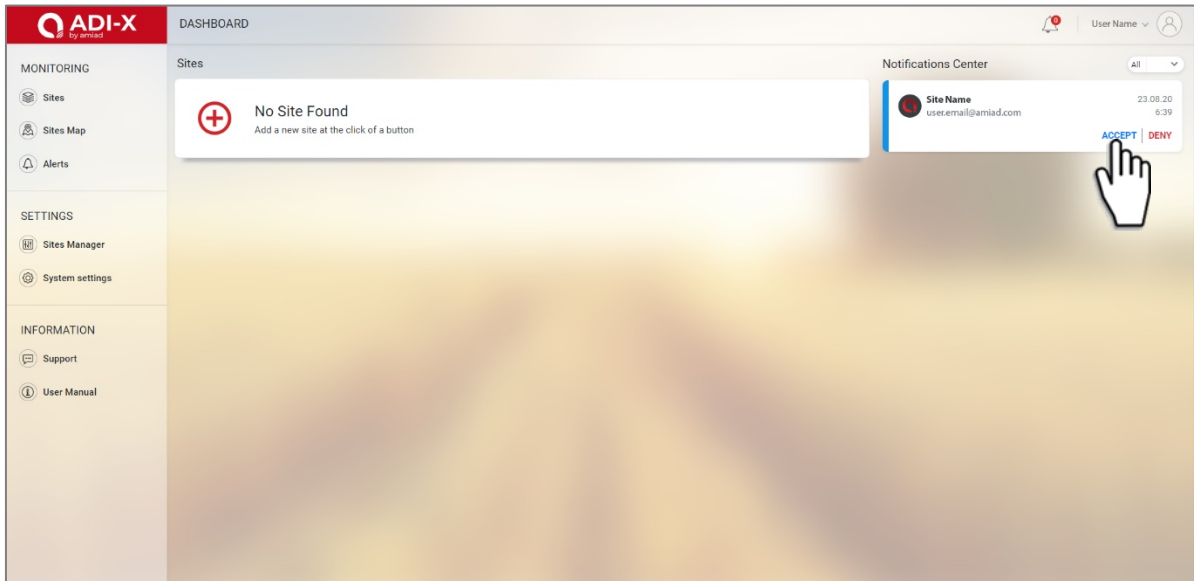 ADI-X
by amiad
DASHBOARD
0
User Name
MONITORING
Sites
Sites Map
Alerts
SETTINGS
Sites Manager
System settings
INFORMATION
Support
User Manual
Sites
No Site Found
Add a new site at the click of a button
Notifications Center
All
Site Name
23.08.20
user.email@amiad.com
6:39
ACCEPT | DENY